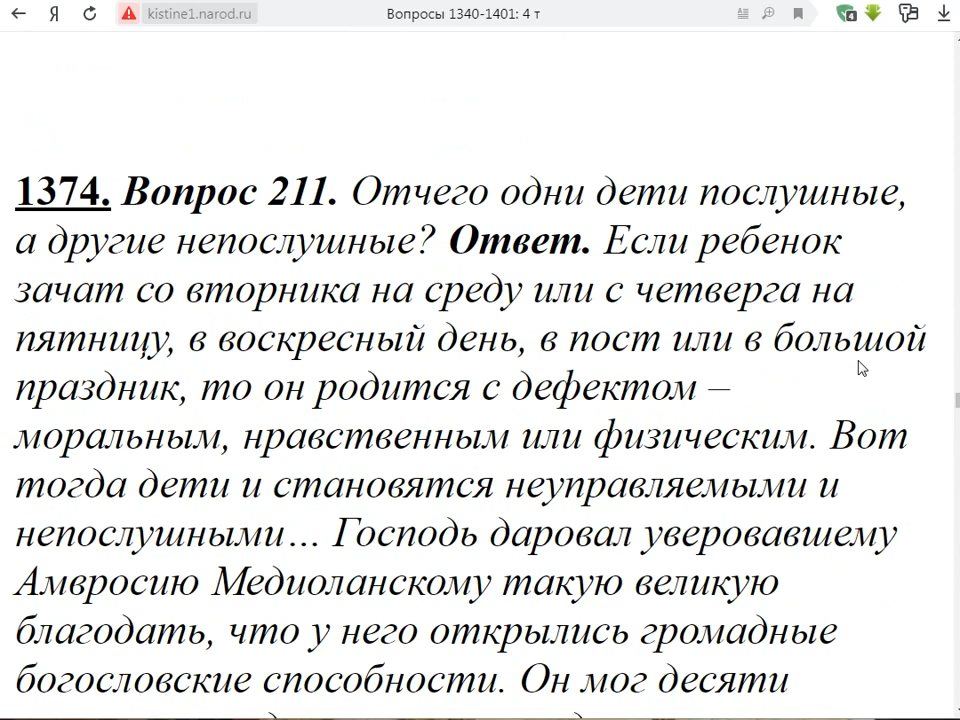 Я kistine1.narod.ru Вопросы 1340-1401: 4 т 4
1374. Вопрос 211. Отчего одни дети послушные,
а другие непослушные? Ответ. Если ребенок
зачат со вторника на среду или с четверга на
пятницу, в воскресный день, в пост или в большой
праздник, то он родится с дефектом –
моральным, нравственным или физическим. Вот
тогда дети и становятся неуправляемыми и
непослушными… Господь даровал уверовавшему
Амвросию Медиоланскому такую великую
благодать, что у него открылись громадные
богословские способности. Он мог десяти